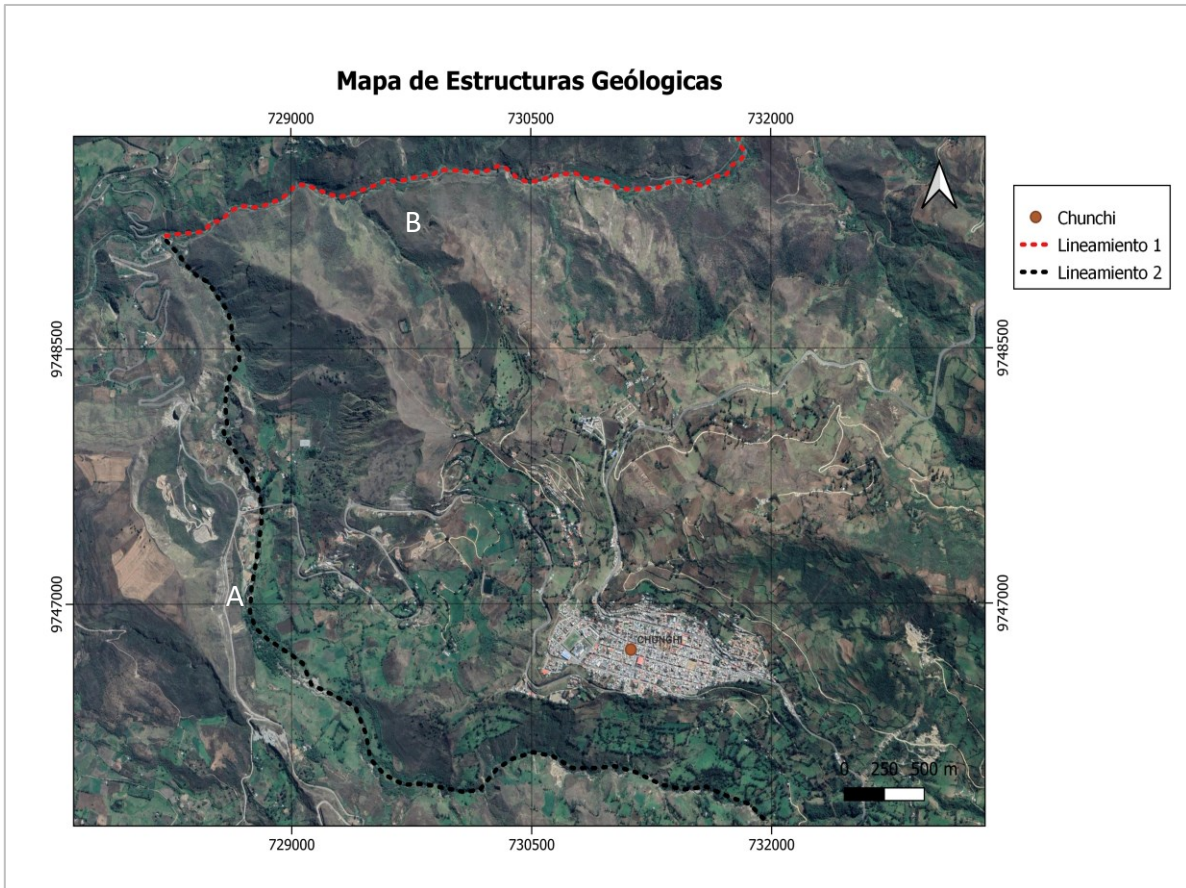 Mapa de Estructuras Geólogicas
729000 730500 732000
B
Chunchi
Lineamiento 1
Lineamiento 2
9748500 9748500
A
9747000 9747000
CHUNCHI
0 250 500 m
729000 730500 732000